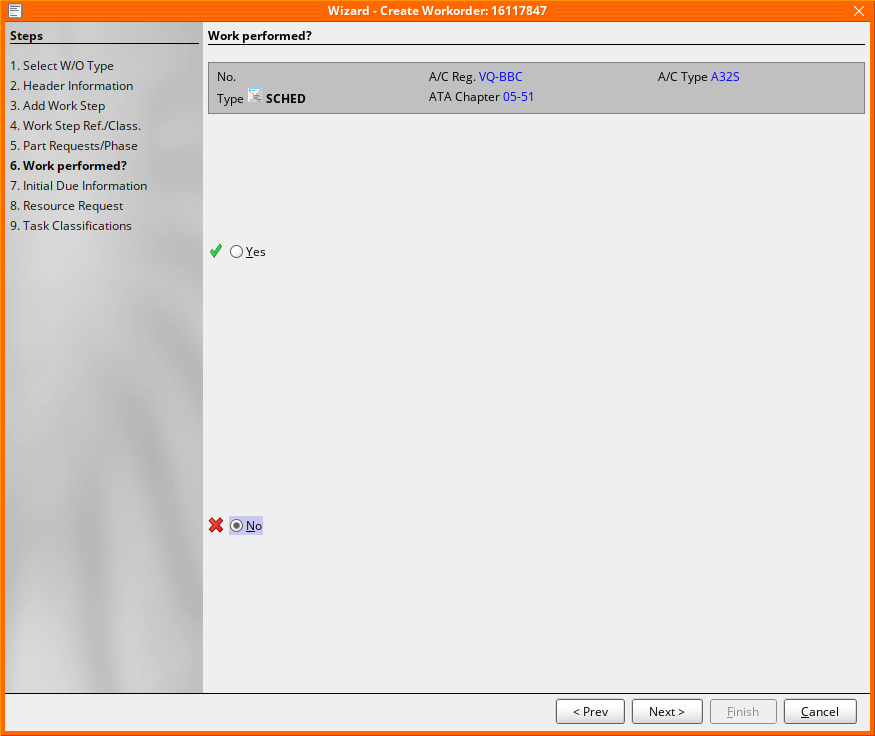 Wizard - Create Workorder: 16117847
Steps
1. Select W/O Type
2. Header Information
3. Add Work Step
4. Work Step Ref./Class.
5. Part Requests/Phase
6. Work performed?
7. Initial Due Information
8. Resource Request
9. Task Classifications
Work performed?
No. A/C Reg. VQ-BBC A/C Type A32S
Type SCHED ATA Chapter 05-51
Yes
No
< Prev Next > Finish Cancel